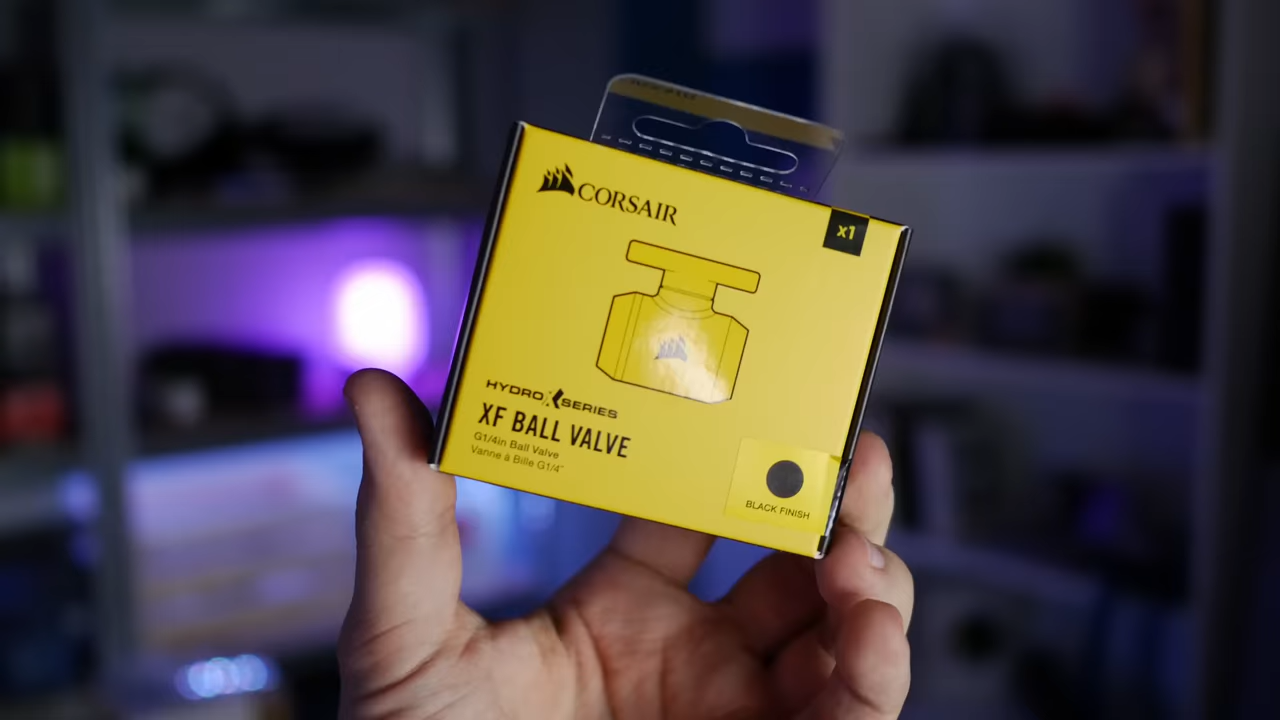 CORSAIR
x1
HYDRO X SERIES
XF BALL VALVE
G1/4in Ball Valve
Vanne à Bille G1/4"
BLACK FINISH